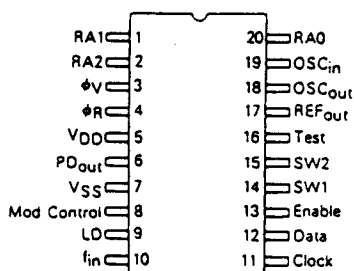 RA1 1 20 RA0
RA2 2 19 OSCin
ϕV 3 18 OSCout
ϕR 4 17 REFout
VDD 5 16 Test
PDout 6 15 SW2
VSS 7 14 SW1
Mod Control 8 13 Enable
LD 9 12 Data
fin 10 11 Clock